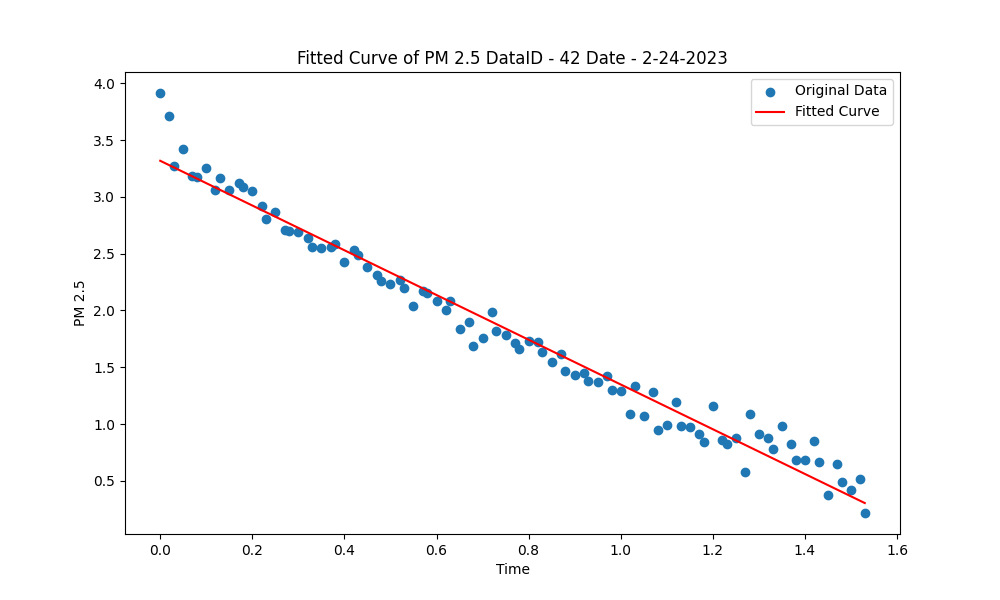 Fitted Curve of PM 2.5 DataID - 42 Date - 2-24-2023
Original Data
Fitted Curve
PM 2.5
4.0
3.5
3.0
2.5
2.0
1.5
1.0
0.5
0.0 0.2 0.4 0.6 0.8 1.0 1.2 1.4 1.6
Time